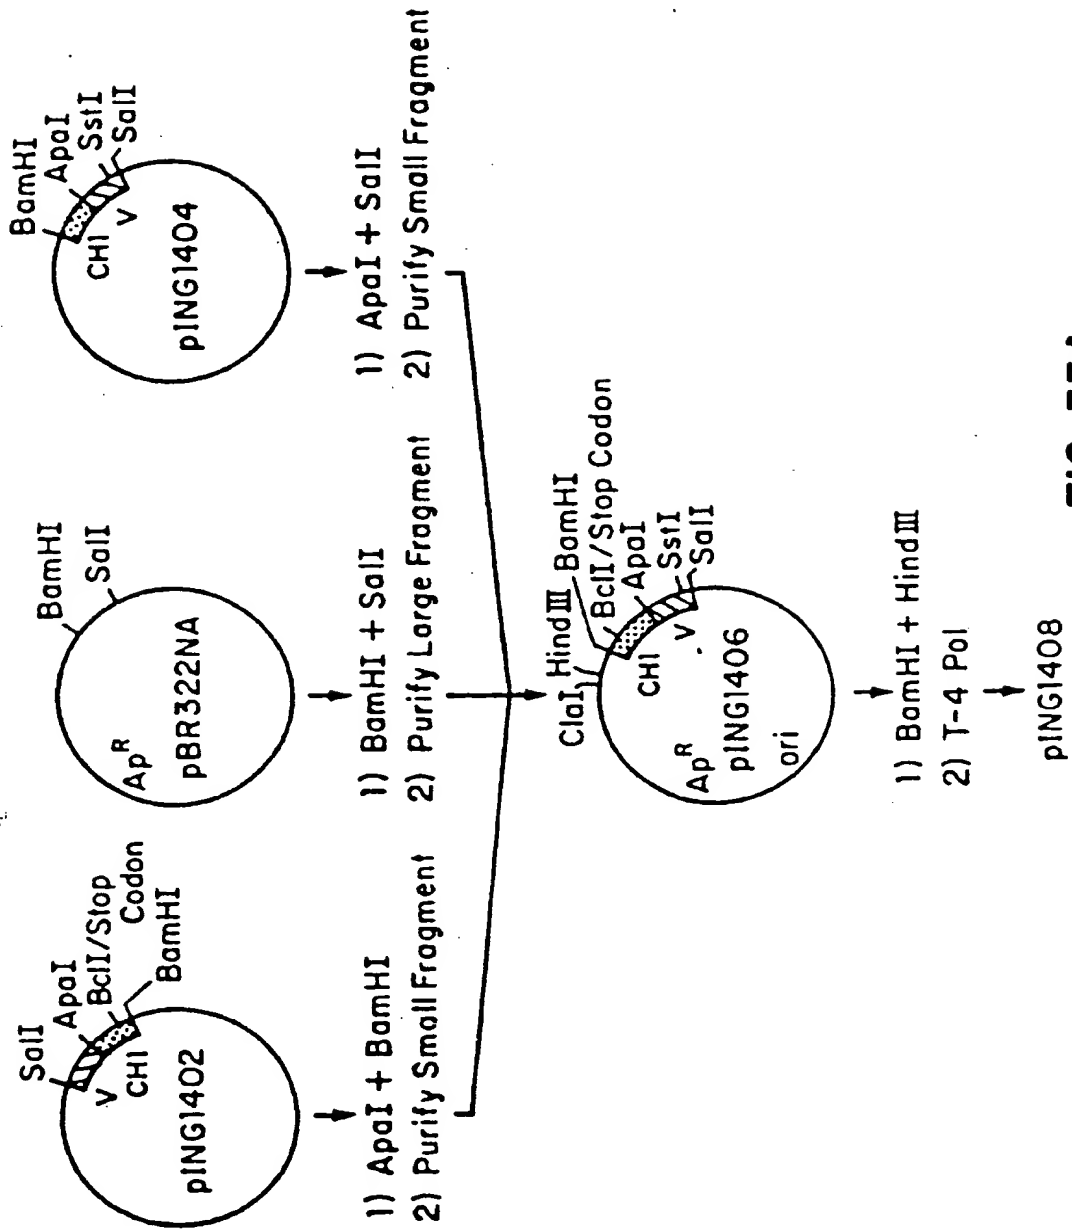 SalI
ApaI
BclI/Stop
Codon
BamHI
V
CHI
pING1402
1) ApaI + BamHI
2) Purify Small Fragment
BamHI
SalI
ApR
pBR322NA
1) BamHI + SalI
2) Purify Large Fragment
BamHI
ApaI
SstI
SalI
CHI
V
pING1404
1) ApaI + SalI
2) Purify Small Fragment
ClaI
HindIII
BamHI
BclI/Stop Codon
ApaI
SstI
SalI
CHI
V
ApR
pING1406
ori
1) BamHI + HindIII
2) T-4 Pol
pING1408